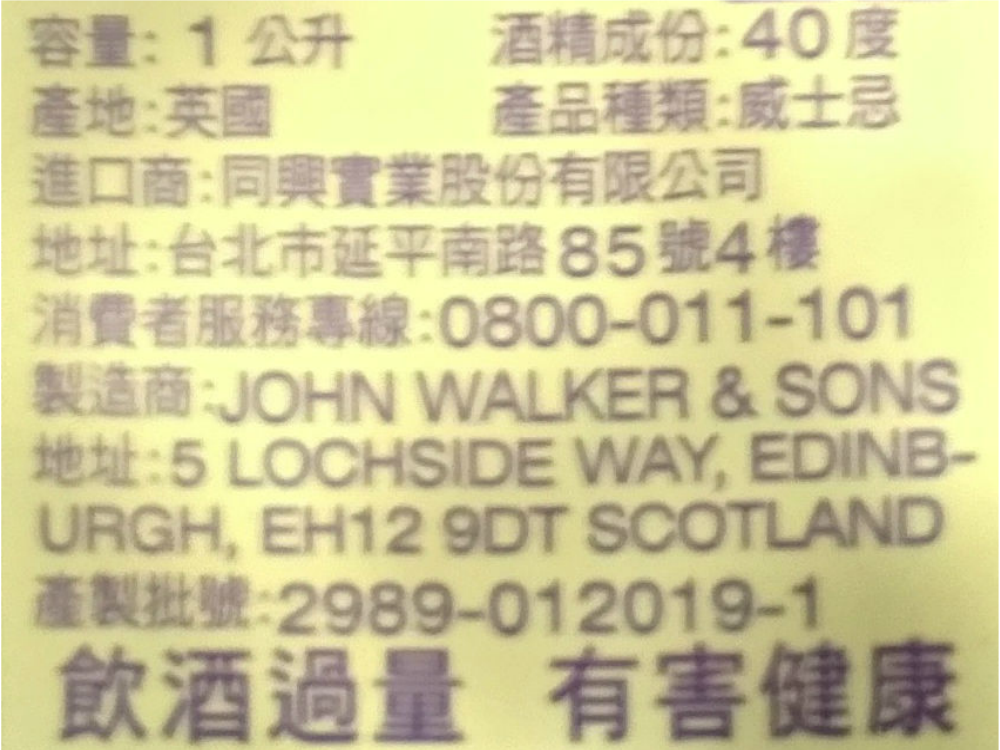 容量: 1 公升 酒精成份:40 度
產地:英國 產品種類:威士忌
進口商:同興實業股份有限公司
地址:台北市延平南路85號4樓
消費者服務專線:0800-011-101
製造商:JOHN WALKER & SONS
地址:5 LOCHSIDE WAY, EDINB-
URGH, EH12 9DT SCOTLAND
產製批號:2989-012019-1
飲酒過量 有害健康